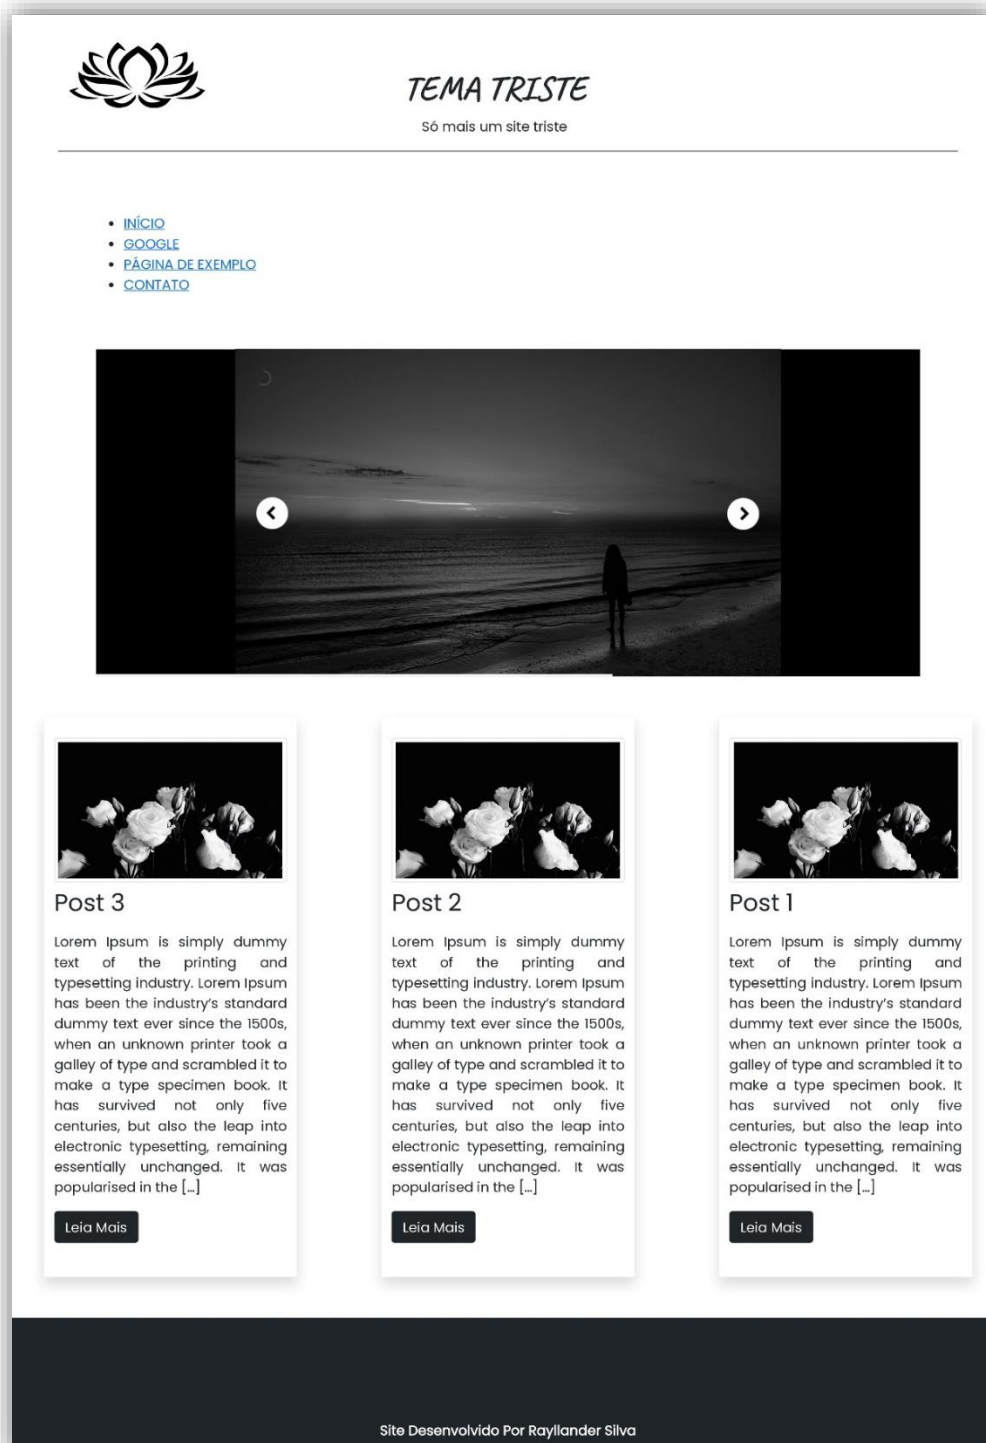 TEMA TRISTE
Só mais um site triste
INÍCIO
GOOGLE
PÁGINA DE EXEMPLO
CONTATO
Post 3
Lorem Ipsum is simply dummy
text of the printing and
typesetting industry. Lorem Ipsum
has been the industry's standard
dummy text ever since the 1500s,
when an unknown printer took a
galley of type and scrambled it to
make a type specimen book. It
has survived not only five
centuries, but also the leap into
electronic typesetting, remaining
essentially unchanged. It was
popularised in the [...]
Leia Mais
Post 2
Lorem Ipsum is simply dummy
text of the printing and
typesetting industry. Lorem Ipsum
has been the industry's standard
dummy text ever since the 1500s,
when an unknown printer took a
galley of type and scrambled it to
make a type specimen book. It
has survived not only five
centuries, but also the leap into
electronic typesetting, remaining
essentially unchanged. It was
popularised in the [...]
Leia Mais
Post 1
Lorem Ipsum is simply dummy
text of the printing and
typesetting industry. Lorem Ipsum
has been the industry's standard
dummy text ever since the 1500s,
when an unknown printer took a
galley of type and scrambled it to
make a type specimen book. It
has survived not only five
centuries, but also the leap into
electronic typesetting, remaining
essentially unchanged. It was
popularised in the [...]
Leia Mais
Site Desenvolvido Por Rayllander Silva